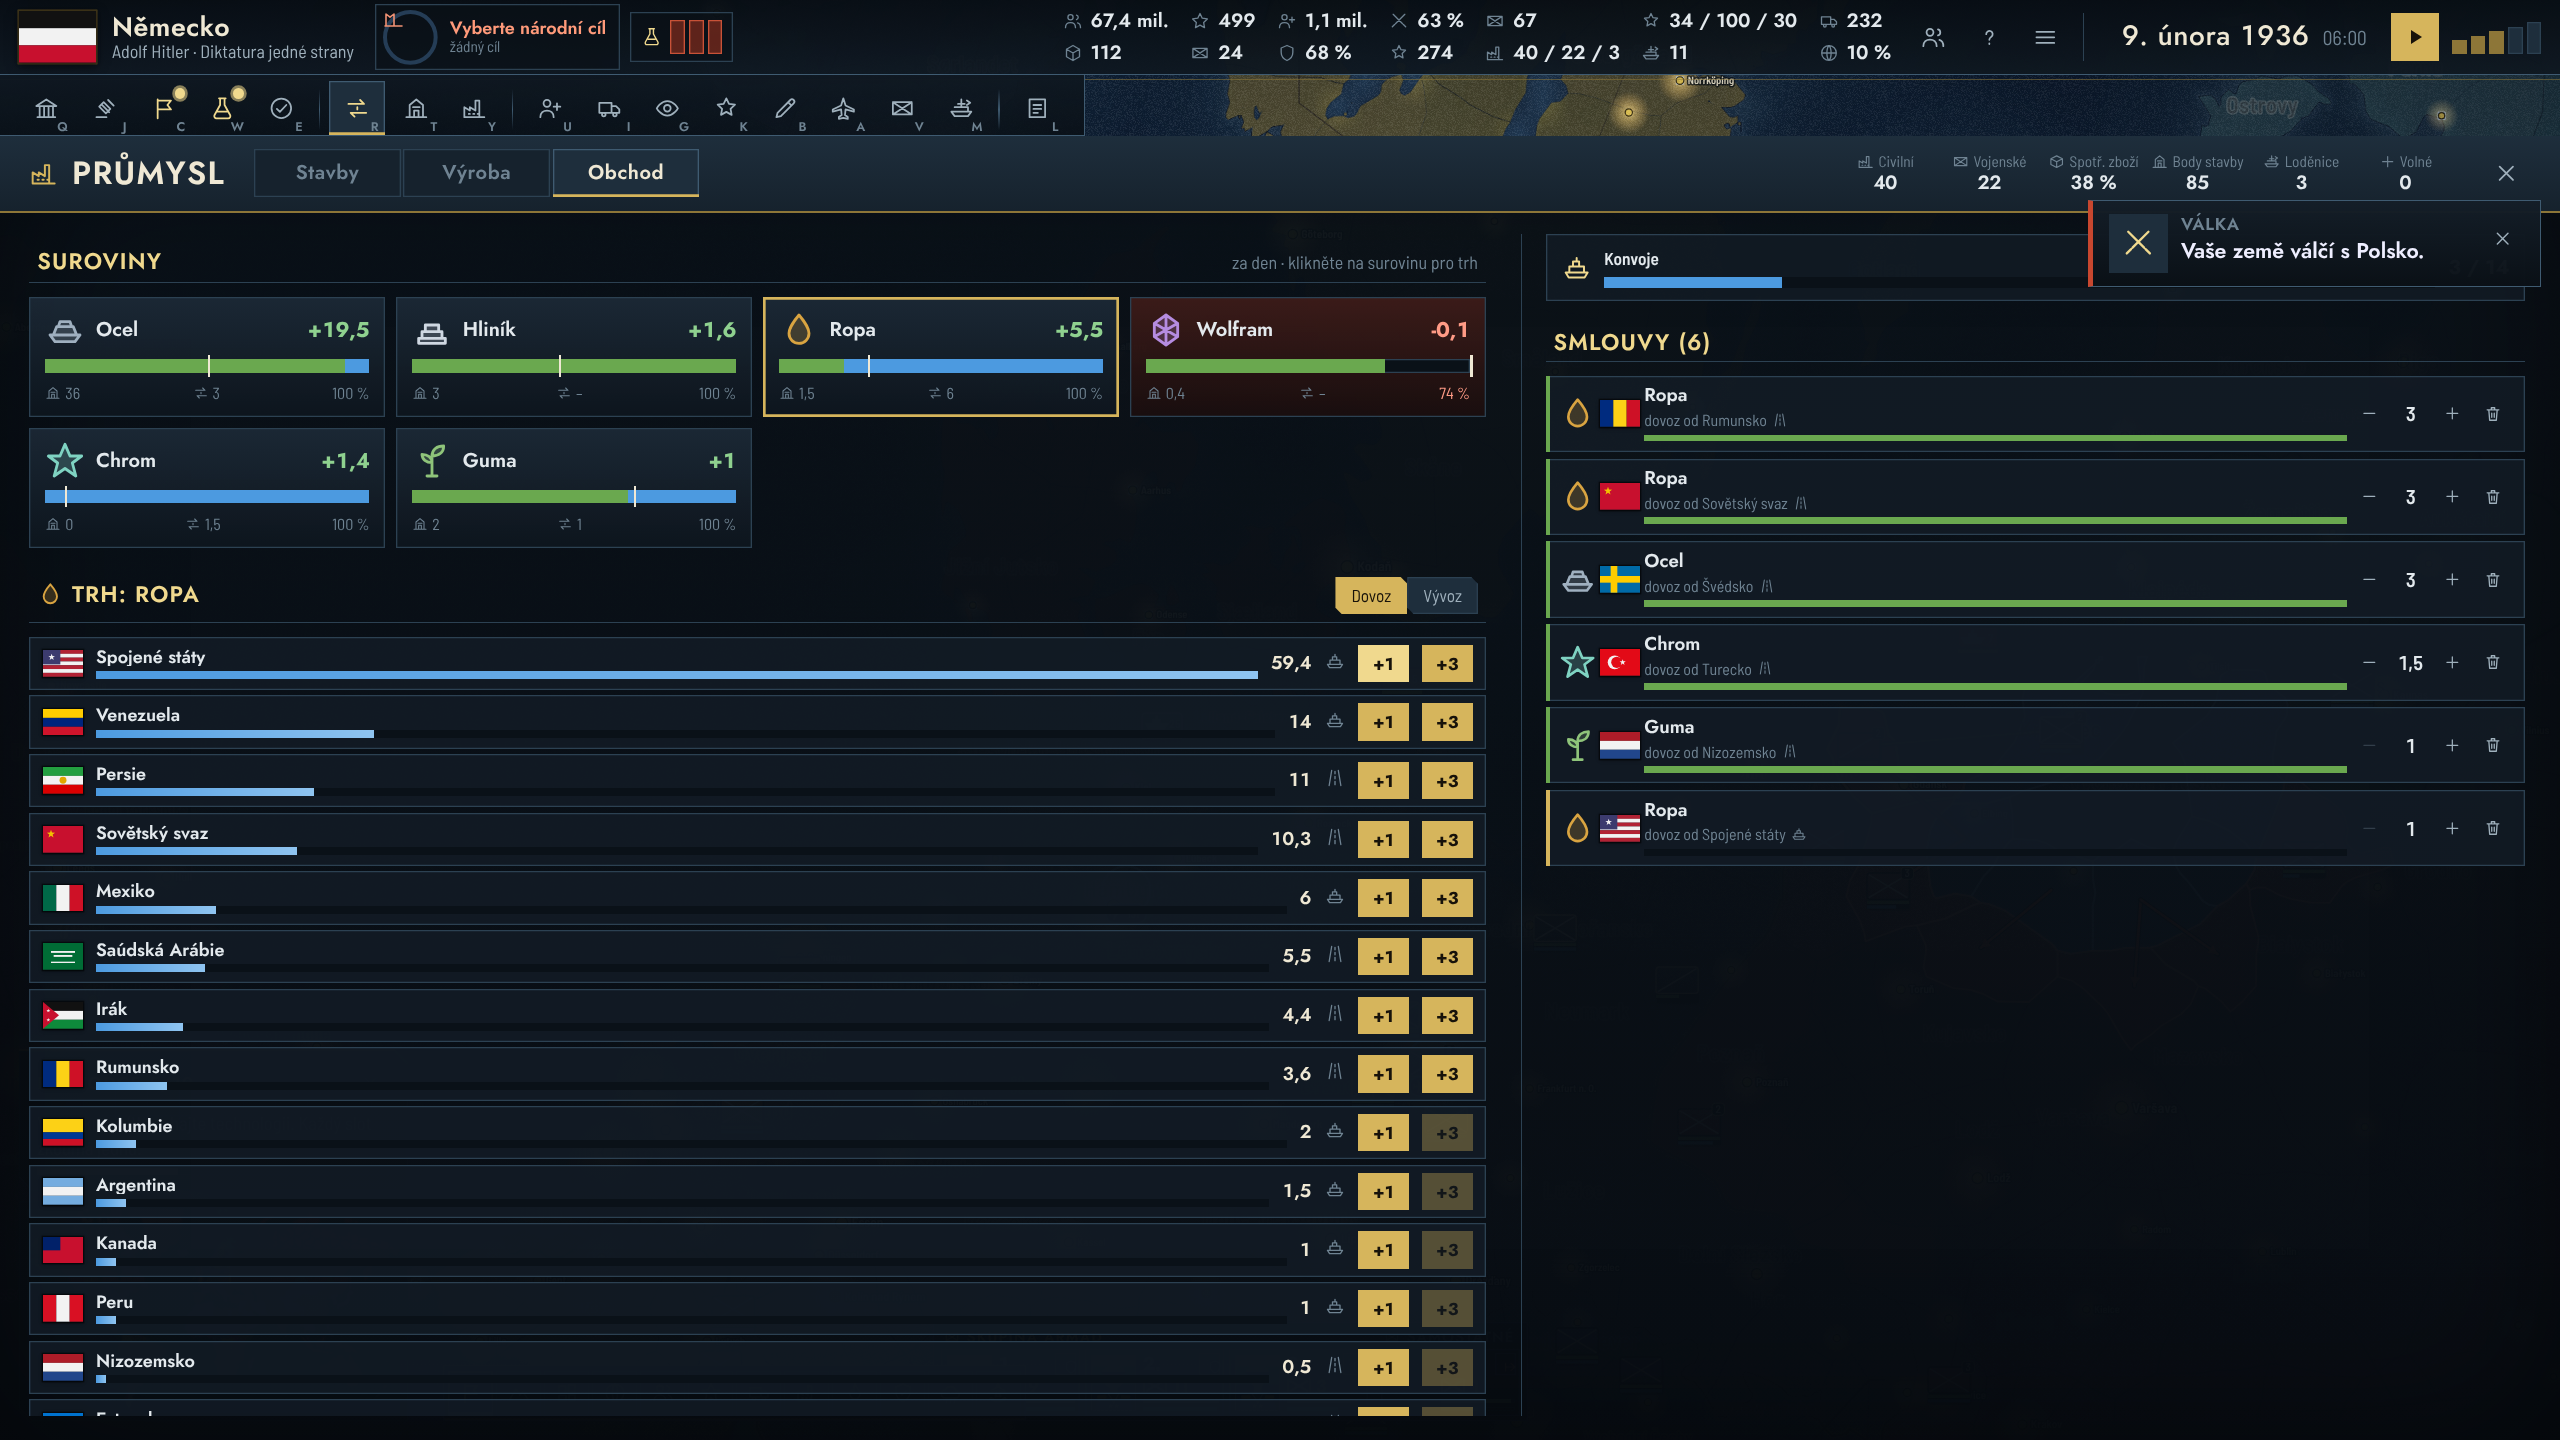 Německo
Adolf Hitler · Diktatura jedné strany
Vyberte národní cíl
žádný cíl
67,4 mil. 499 1,1 mil. 63 % 67 34 / 100 / 30 232
112 24 68 % 274 40 / 22 / 3 11 10 %
9. února 1936 06:00
Q J C W E R T Y U I G K B A V M L
Norrköping
Ostrovy
PRŮMYSL
Stavby Výroba Obchod
Civilní Vojenské Spotř. zboží Body stavby Loděnice Volné
40 22 38 % 85 3 0
VÁLKA
Vaše země válčí s Polsko.
SUROVINY
za den · klikněte na surovinu pro trh
Ocel +19,5
36 3 100 %
Hliník +1,6
3 – 100 %
Ropa +5,5
1,5 6 100 %
Wolfram -0,1
0,4 – 74 %
Chrom +1,4
0 1,5 100 %
Guma +1
2 1 100 %
TRH: ROPA
Dovoz Vývoz
Spojené státy 59,4 +1 +3
Venezuela 14 +1 +3
Persie 11 +1 +3
Sovětský svaz 10,3 +1 +3
Mexiko 6 +1 +3
Saúdská Arábie 5,5 +1 +3
Irák 4,4 +1 +3
Rumunsko 3,6 +1 +3
Kolumbie 2 +1 +3
Argentina 1,5 +1 +3
Kanada 1 +1 +3
Peru 1 +1 +3
Nizozemsko 0,5 +1 +3
Konvoje
SMLOUVY (6)
Ropa
dovoz od Rumunsko
− 3 +
Ropa
dovoz od Sovětský svaz
− 3 +
Ocel
dovoz od Švédsko
− 3 +
Chrom
dovoz od Turecko
− 1,5 +
Guma
dovoz od Nizozemsko
− 1 +
Ropa
dovoz od Spojené státy
− 1 +